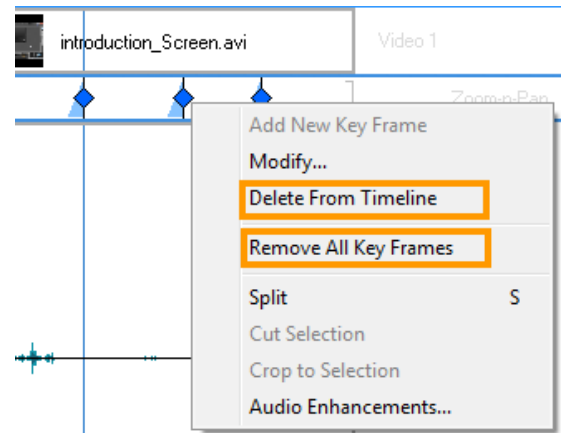 introduction_Screen.avi
Video 1
Zoom-n-Pan
Add New Key Frame
Modify...
Delete From Timeline
Remove All Key Frames
Split S
Cut Selection
Crop to Selection
Audio Enhancements...